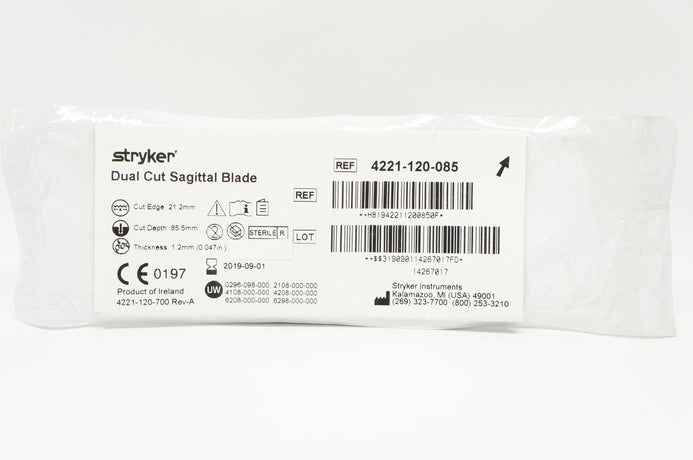 stryker
Dual Cut Sagittal Blade
REF 4221-120-085
REF
**H819422112008500F*
Cut Edge: 21.2mm
Cut Depth: 85.5mm
STERILE R
LOT
Thickness: 1.2mm (0.047in.)
14267017
CE 0197
2019-09-01
Product of Ireland
4221-120-700 Rev-A
UW
0296-098-000, 2108-000-000
4108-000-000, 4208-000-000
6208-000-000, 6298-000-000
Stryker Instruments
Kalamazoo, MI (USA) 49001
(269) 323-7700 (800) 253-3210